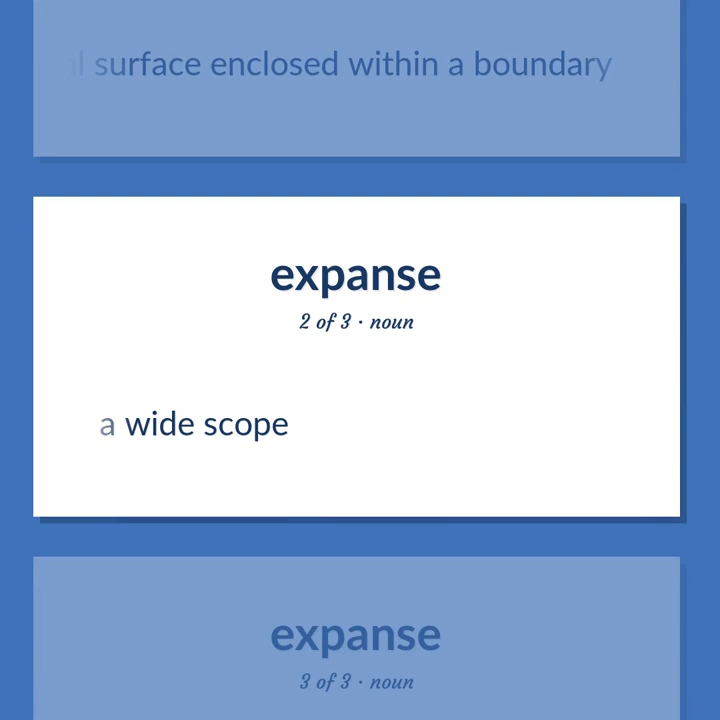 surface enclosed within a boundary
expanse
2 of 3 · noun
a wide scope
expanse
3 of 3 · noun